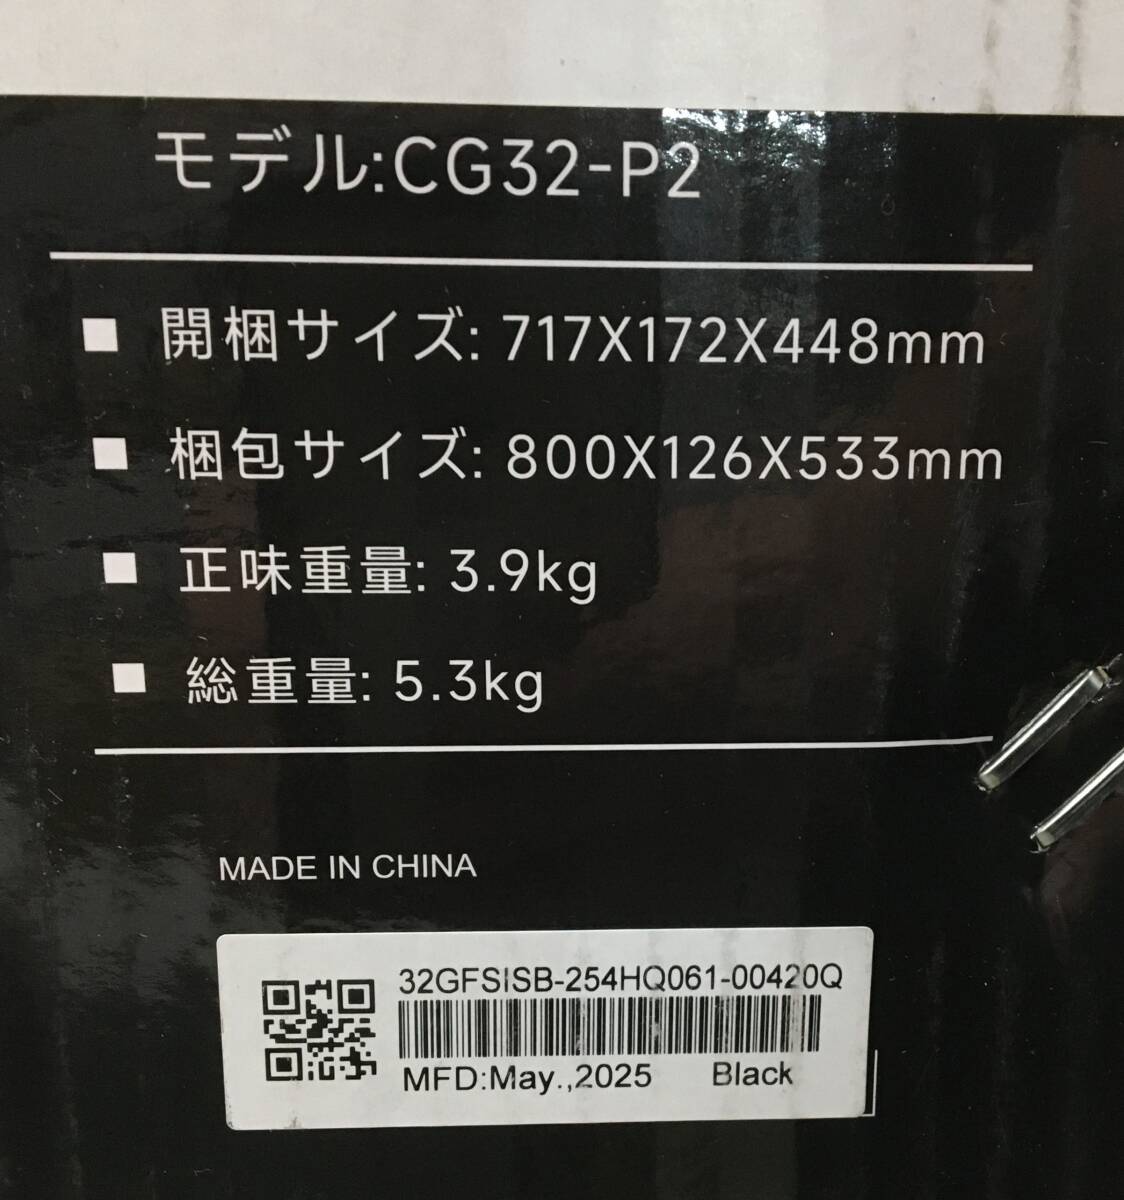 モデル:CG32-P2
開梱サイズ: 717X172X448mm
梱包サイズ: 800X126X533mm
正味重量: 3.9kg
総重量: 5.3kg
MADE IN CHINA
32GFSISB-254HQ061-00420Q
MFD:May.,2025 Black